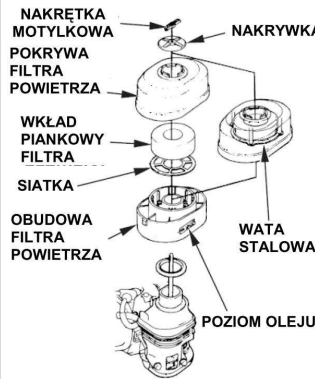 NAKRĘTKA
MOTYLKOWA
NAKRYWKA
POKRYWA
FILTRA
POWIETRZA
WKŁAD
PIANKOWY
FILTRA
SIATKA
OBUDOWA
FILTRA
POWIETRZA
WATA
STALOWA
POZIOM OLEJU